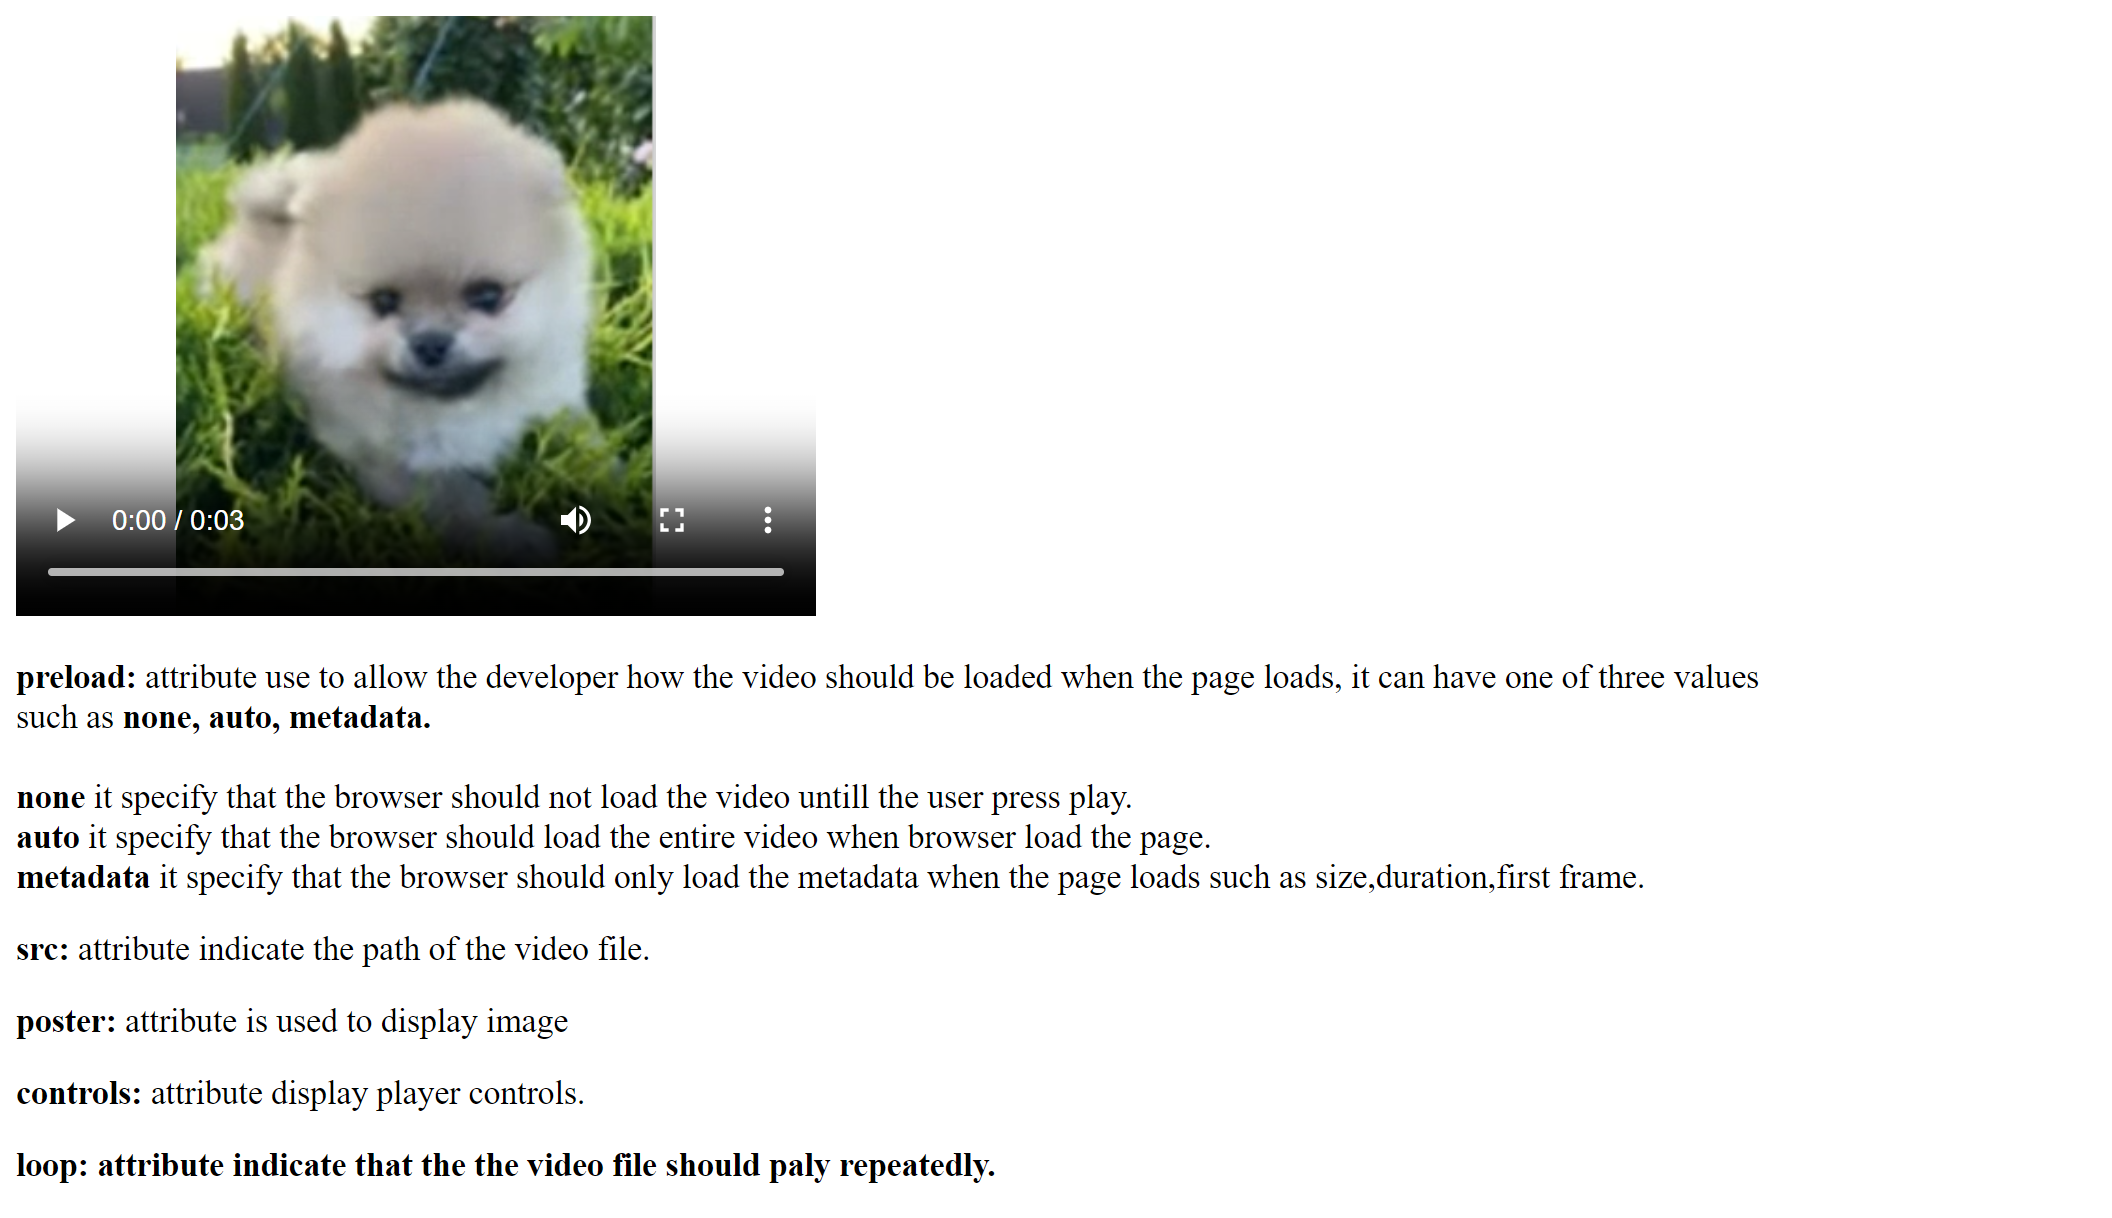 0:00 / 0:03
preload: attribute use to allow the developer how the video should be loaded when the page loads, it can have one of three values
such as none, auto, metadata.
none it specify that the browser should not load the video untill the user press play.
auto it specify that the browser should load the entire video when browser load the page.
metadata it specify that the browser should only load the metadata when the page loads such as size,duration,first frame.
src: attribute indicate the path of the video file.
poster: attribute is used to display image
controls: attribute display player controls.
loop: attribute indicate that the the video file should paly repeatedly.